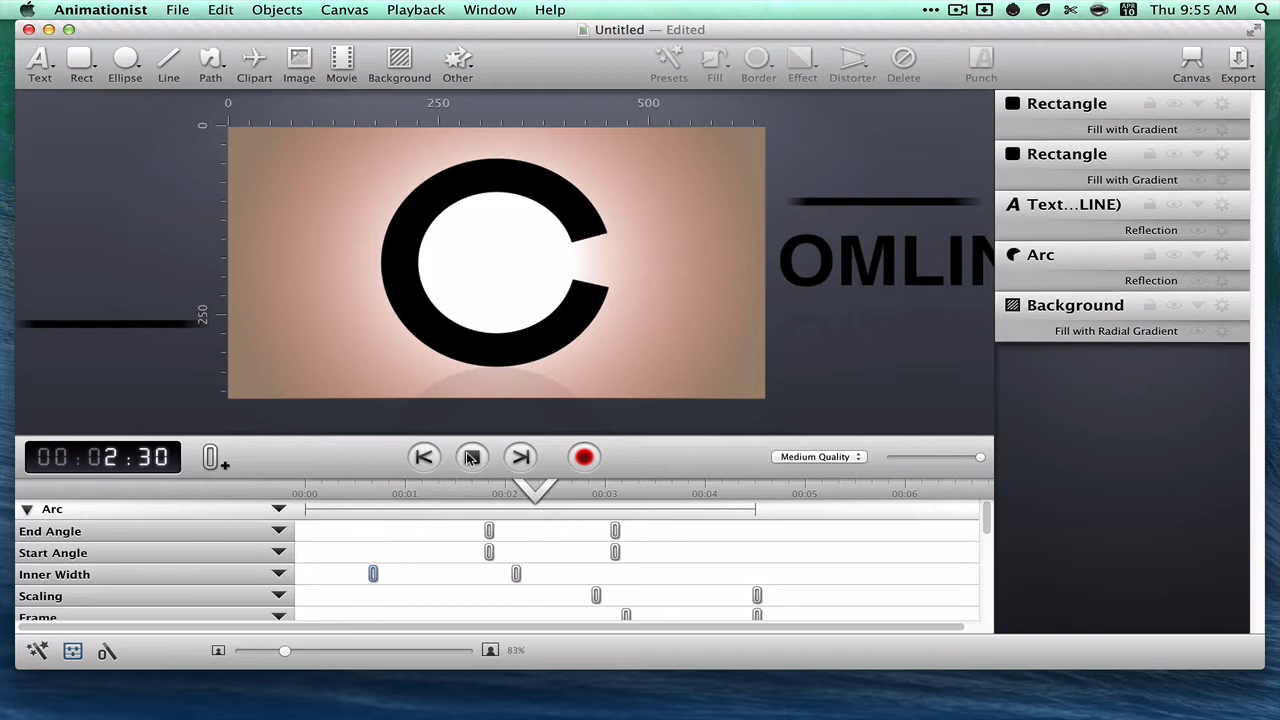 Animationist File Edit Objects Canvas Playback Window Help ••• APR 10 Thu 9:55 AM
Untitled — Edited
Text Rect Ellipse Line Path Clipart Image Movie Background Other Presets Fill Border Effect Distorter Delete Punch Canvas Export
0 250 500
0
250
C
OMLIN
Rectangle
Fill with Gradient
Rectangle
Fill with Gradient
A Text...LINE)
Reflection
Arc
Reflection
Background
Fill with Radial Gradient
00:02:30 Medium Quality
00:00 00:01 00:02 00:03 00:04 00:05 00:06
Arc
End Angle
Start Angle
Inner Width
Scaling
Frame
83%